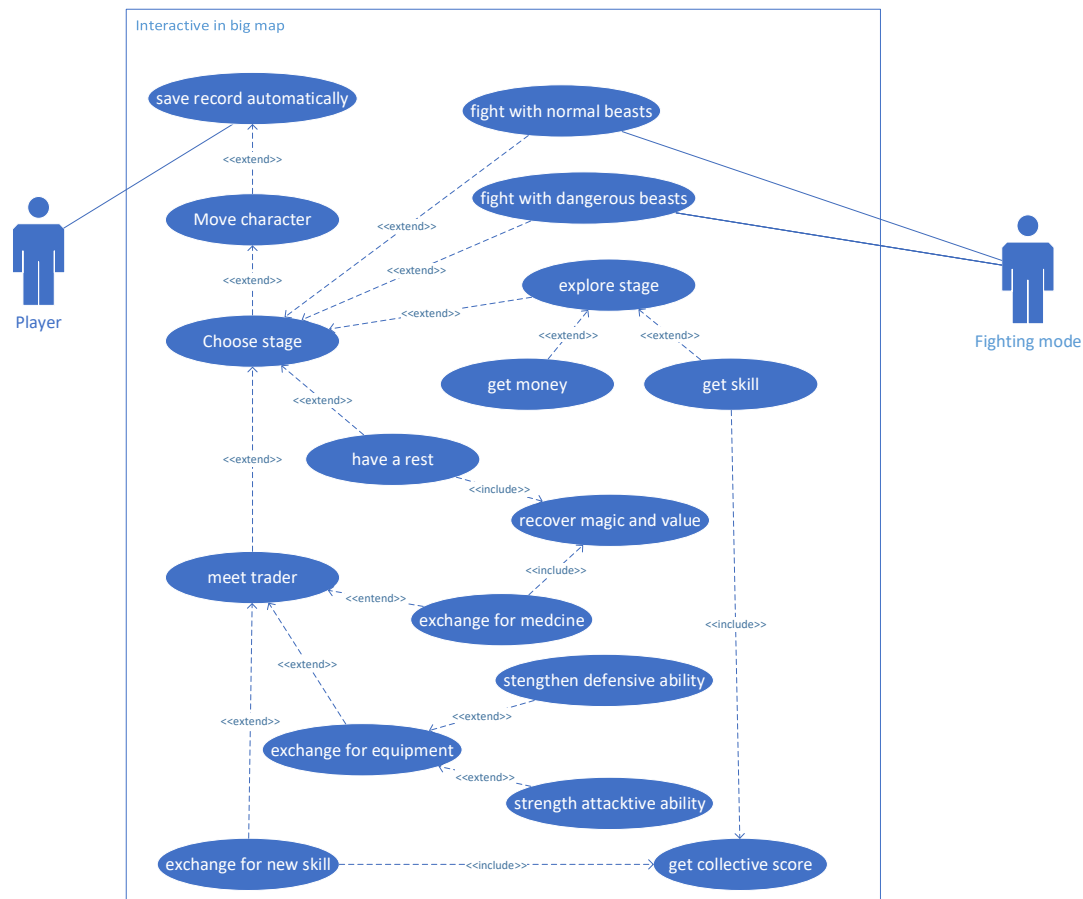 Interactive in big map
save record automatically
fight with normal beasts
<<extend>>
fight with dangerous beasts
Move character
<<extend>>
<<extend>>
<<extend>>
explore stage
Player
<<extend>>
<<extend>>
<<extend>>
Choose stage
Fighting mode
get money
get skill
<<extend>>
<<extend>>
have a rest
<<include>>
recover magic and value
<<include>>
meet trader
<<entend>>
exchange for medcine
<<include>>
<<extend>>
stengthen defensive ability
<<extend>>
<<extend>>
exchange for equipment
<<extend>>
strength attacktive ability
exchange for new skill
<<include>>
get collective score